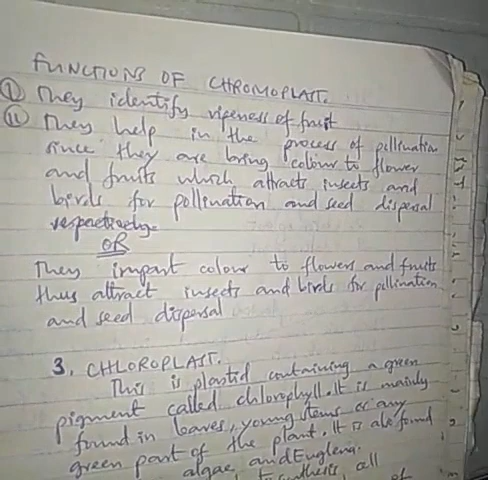 FUNCTIONS OF CHROMOPLAST.
(i) They identify ripeness of fruit
(ii) They help in the process of pollination
since they are bring colour to flower
and fruits which attracts insects and
birds for pollination and seed dispersal
OR
They impart colour to flowers and fruits
thus attract insects and birds for pollination
and seed dispersal
3. CHLOROPLAST.
This is plastid containing a green
pigment called chlorophyll. It is mainly
found in leaves, young stems or any
green part of the plant. It is also found
algae and Euglena.
all of